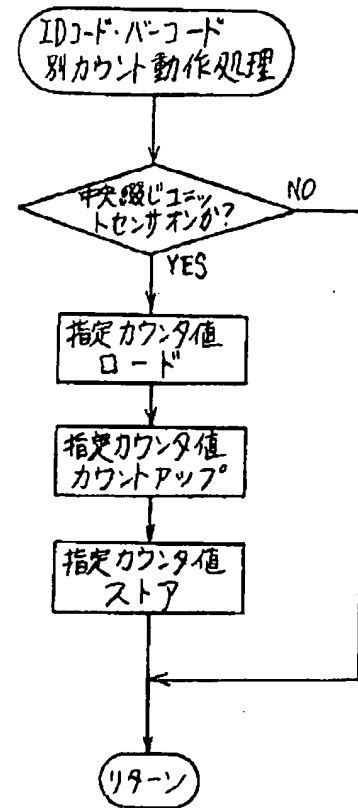 IDコード・バーコード
別カウント動作処理
中央綴じユニッ
トセンサオンか?
NO
YES
指定カウンタ値
ロード
指定カウンタ値
カウントアップ
指定カウンタ値
ストア
リターン